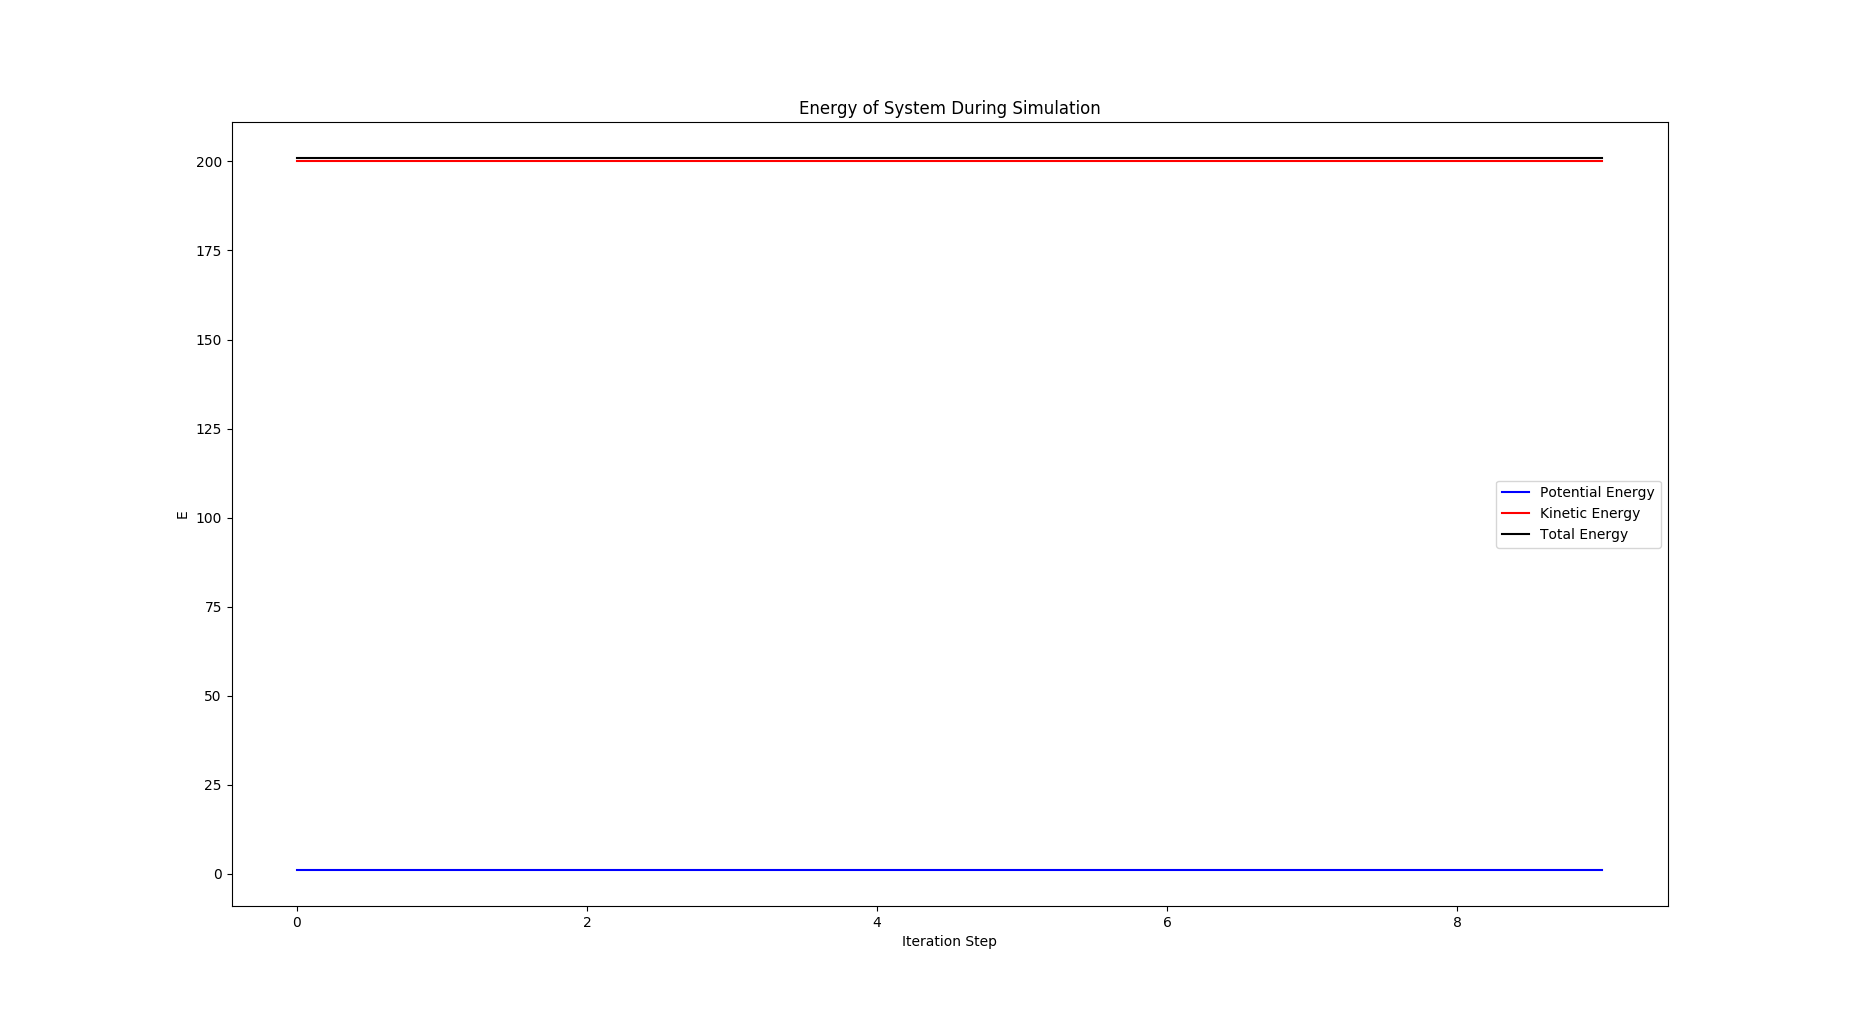 Energy of System During Simulation
200
175
150
125
100
75
50
25
0
E
Potential Energy
Kinetic Energy
Total Energy
0 2 4 6 8
Iteration Step